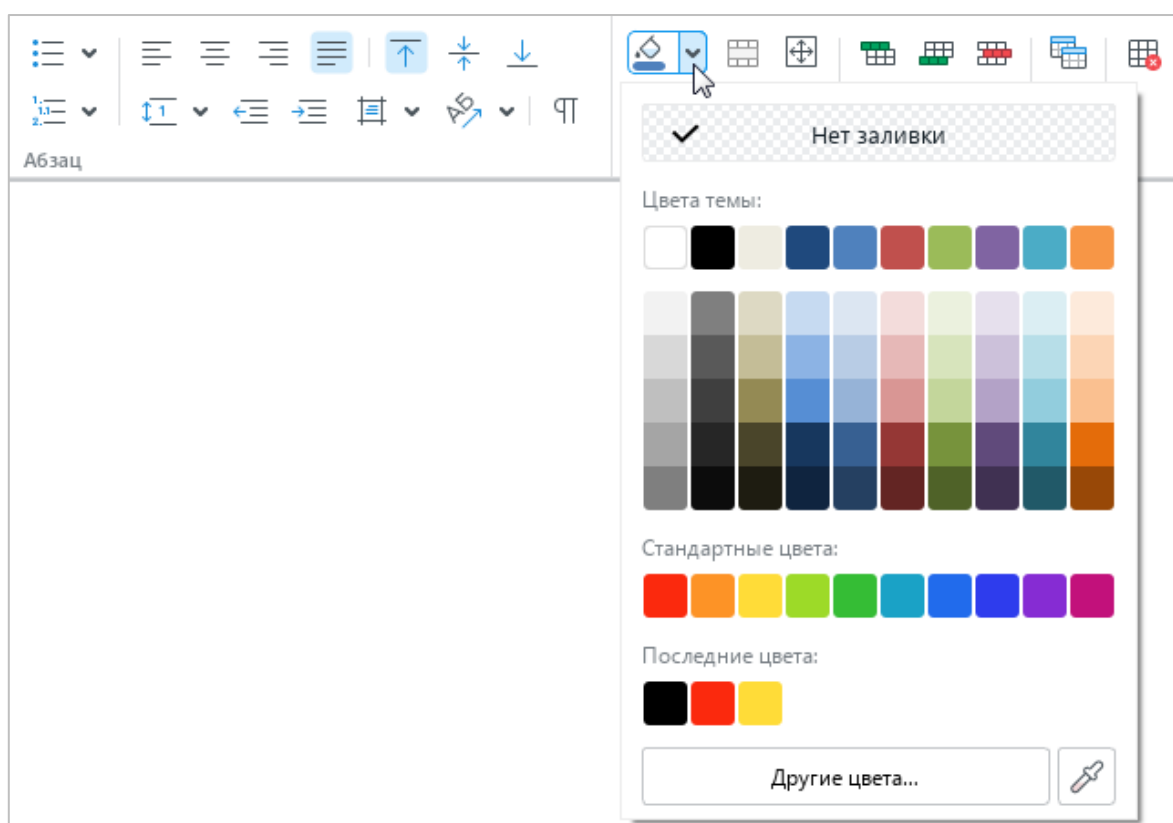 Абзац
Нет заливки
Цвета темы:
Стандартные цвета:
Последние цвета:
Другие цвета...